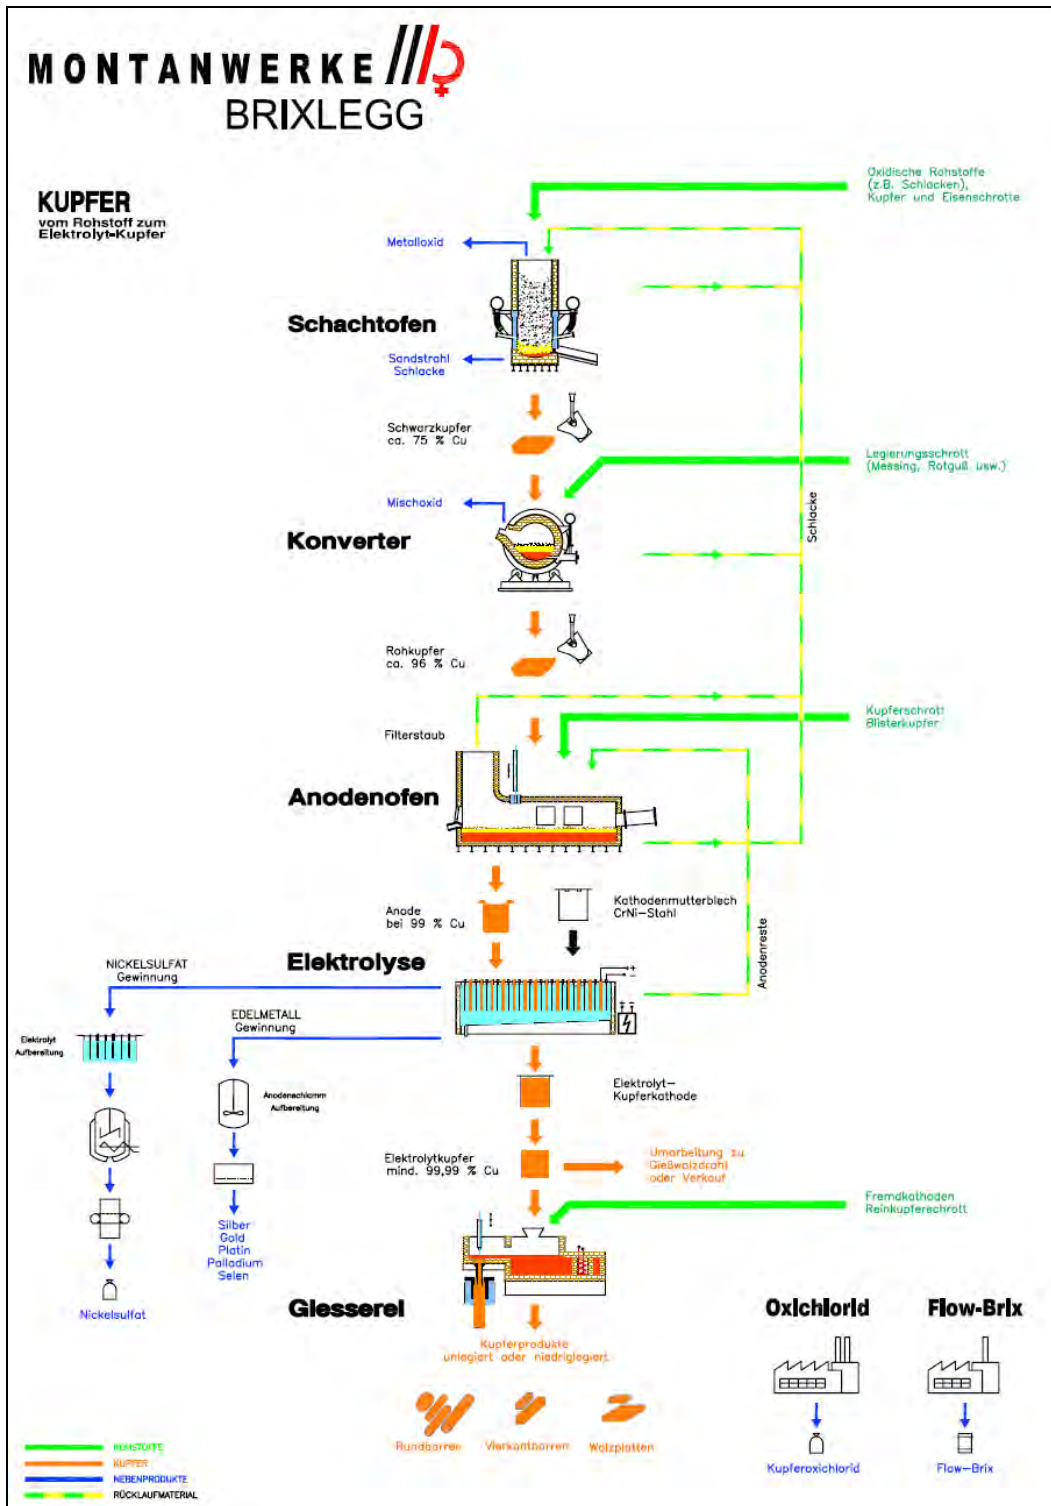 MONTANWERKE
BRIXLEGG
KUPFER
vom Rohstoff zum
Elektrolyt-Kupfer
Oxidische Rohstoffe
(z.B. Schlacken),
Kupfer und Eisenschrotte
Metalloxid
Schachtofen
Sandstrahl
Schlacke
Schwarzkupfer
ca. 75 % Cu
Legierungsschrott
(Messing, Rotguß usw.)
Mischoxid
Schlacke
Konverter
Rohkupfer
ca. 96 % Cu
Kupferschrott
Blisterkupfer
Filterstaub
Anodenofen
Kathodenmutterblech
CrNi-Stahl
Anode
bei 99 % Cu
Anodenreste
Elektrolyse
NICKELSULFAT
Gewinnung
EDELMETALL
Gewinnung
Elektrolyt
Aufbereitung
Anodenschlamm
Aufbereitung
Elektrolyt-
Kupferkathode
Elektrolytkupfer
mind. 99,99 % Cu
Umarbeitung zu
Gießwalzdraht
oder Verkauf
Fremdkathoden
Reinkupferschrott
Silber
Gold
Platin
Palladium
Selen
Nickelsulfat
Giesserei
Kupferprodukte
unlegiert oder niedriglegiert
Oxichlorid
Flow-Brix
Rundbarren
Vierkantbarren
Walzplatten
Kupferoxichlorid
Flow-Brix
ROHSTOFFE
KUPFER
NEBENPRODUKTE
RÜCKLAUFMATERIAL